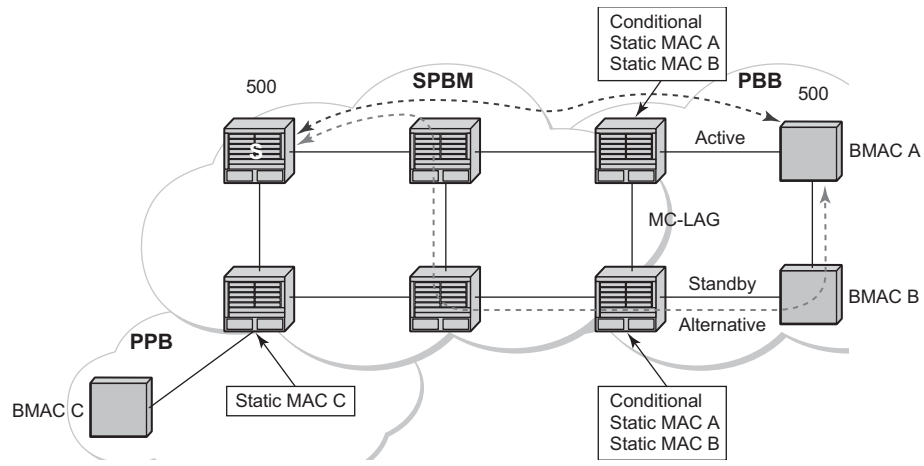 Conditional
Static MAC A
Static MAC B
500
SPBM
PBB
500
S
Active
BMAC A
MC-LAG
Standby
BMAC B
Alternative
PPB
BMAC C
Static MAC C
Conditional
Static MAC A
Static MAC B